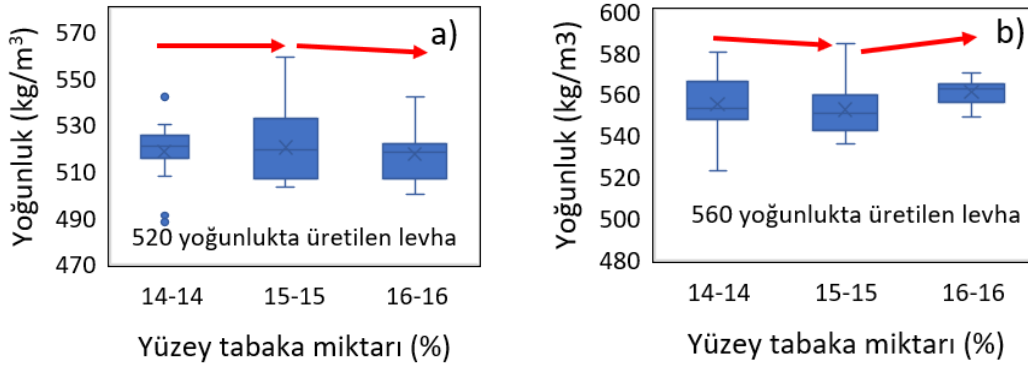 a)
Yoğunluk (kg/m³)
570
550
530
510
490
470
520 yoğunlukta üretilen levha
14-14 15-15 16-16
Yüzey tabaka miktarı (%)
b)
Yoğunluk (kg/m3)
600
580
560
540
520
500
480
560 yoğunlukta üretilen levha
14-14 15-15 16-16
Yüzey tabaka miktarı (%)